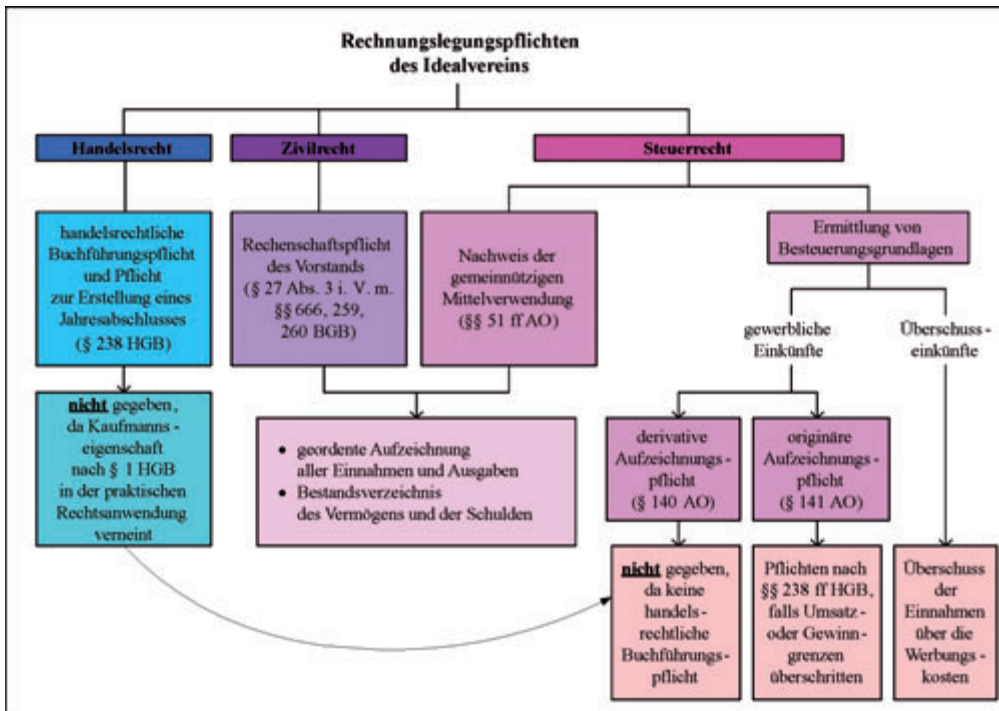 Rechnungslegungspflichten
des Idealvereins
Handelsrecht
Zivilrecht
Steuerrecht
handelsrechtliche
Buchführungspflicht
und Pflicht
zur Erstellung eines
Jahresabschlusses
(§ 238 HGB)
Rechenschaftspflicht
des Vorstands
(§ 27 Abs. 3 i. V. m.
§§ 666, 259,
260 BGB)
Nachweis der
gemeinnützigen
Mittelverwendung
(§§ 51 ff AO)
Ermittlung von
Besteuerungsgrundlagen
gewerbliche
Einkünfte
Überschuss-
einkünfte
nicht gegeben,
da Kaufmanns-
eigenschaft
nach § 1 HGB
in der praktischen
Rechtsanwendung
verneint
• geordente Aufzeichnung
aller Einnahmen und Ausgaben
• Bestandsverzeichnis
des Vermögens und der Schulden
derivative
Aufzeichnungs-
pflicht
(§ 140 AO)
originäre
Aufzeichnungs-
pflicht
(§ 141 AO)
nicht gegeben,
da keine
handels-
rechtliche
Buchführungs-
pflicht
Pflichten nach
§§ 238 ff HGB,
falls Umsatz-
oder Gewinn-
grenzen
überschritten
Überschuss
der
Einnahmen
über die
Werbungs-
kosten